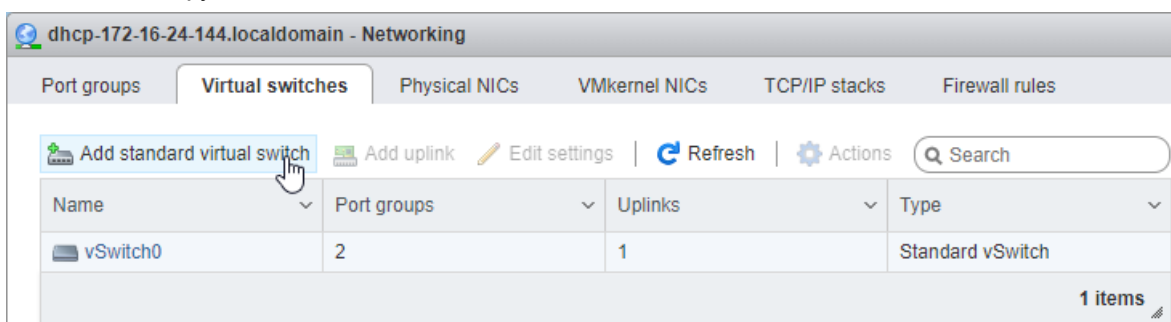 dhcp-172-16-24-144.localdomain - Networking
Port groups Virtual switches Physical NICs VMkernel NICs TCP/IP stacks Firewall rules
Add standard virtual switch Add uplink Edit settings Refresh Actions Search
Name Port groups Uplinks Type
vSwitch0 2 1 Standard vSwitch
1 items